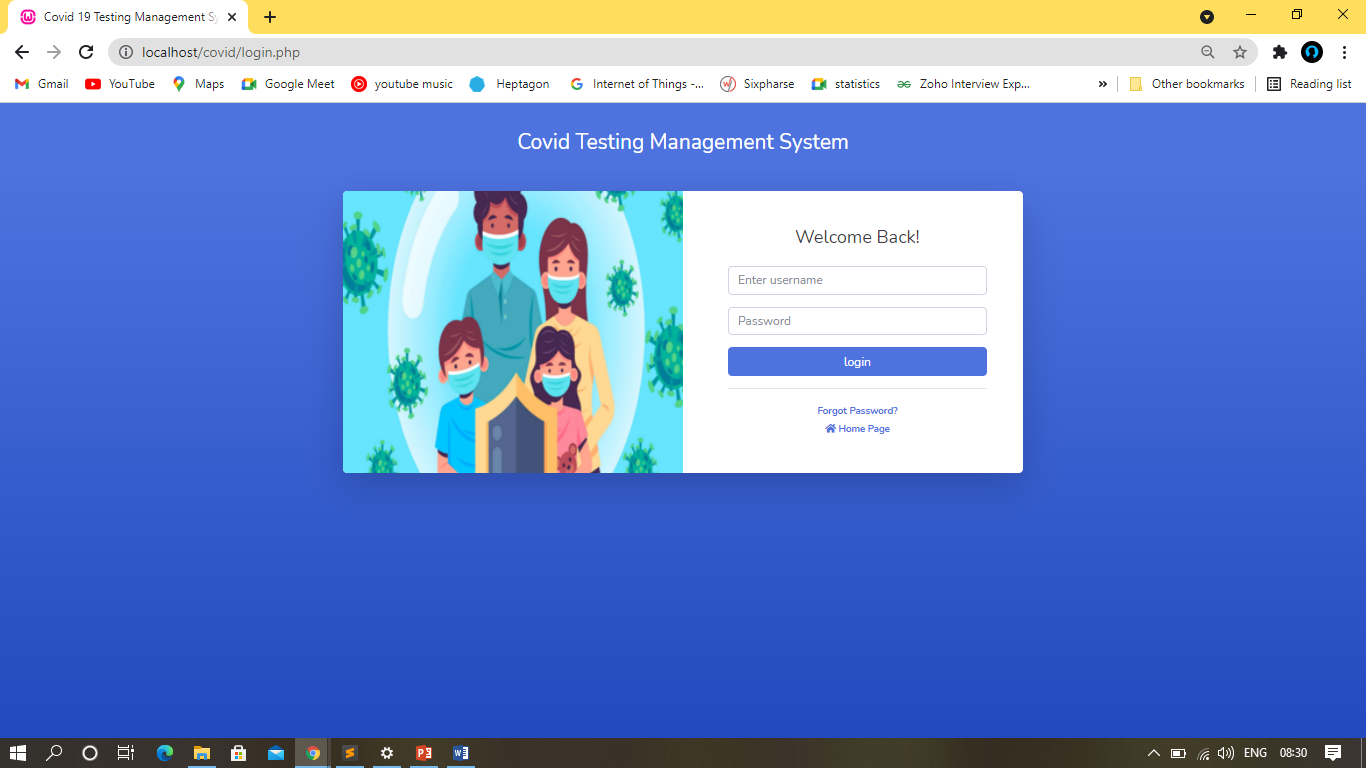 Covid 19 Testing Management Sy
localhost/covid/login.php
Gmail YouTube Maps Google Meet youtube music Heptagon Internet of Things -... Sixpharse statistics Zoho Interview Exp... » Other bookmarks Reading list
Covid Testing Management System
Welcome Back!
Enter username
Password
login
Forgot Password?
Home Page
ENG 08:30